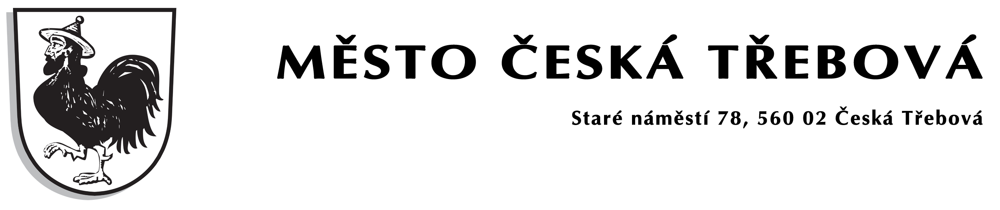 MĚSTO ČESKÁ TŘEBOVÁ
Staré náměstí 78, 560 02 Česká Třebová